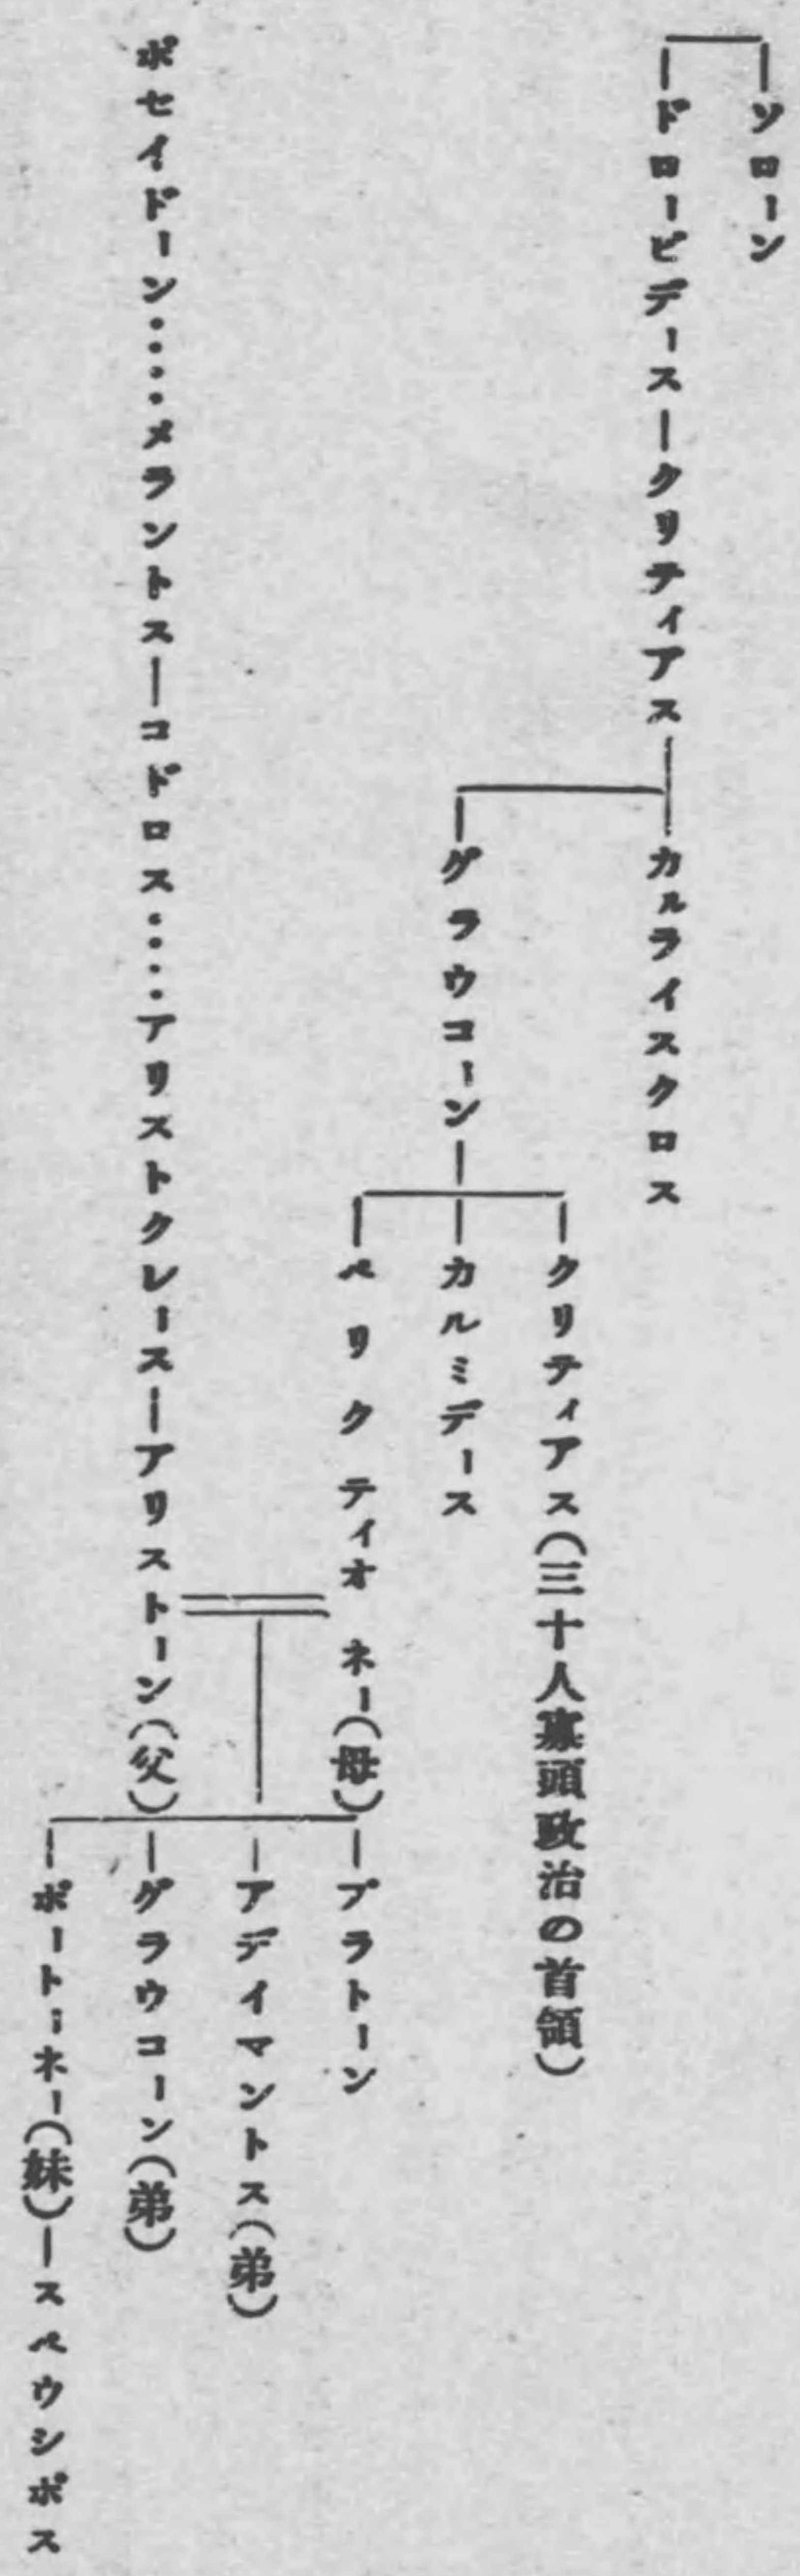 ソローン
ドローピデース―クリティアス
カルライスクロス
グラウコーン
クリティアス(三十人寡頭政治の首領)
カルミデース
ペリクティオネー(母)
ポセイドーン‥‥メラントス―コドロス‥‥アリストクレース―アリストーン(父)
プラトーン
アデイマントス(弟)
グラウコーン(弟)
ポートーネー(妹)―スペウシポス